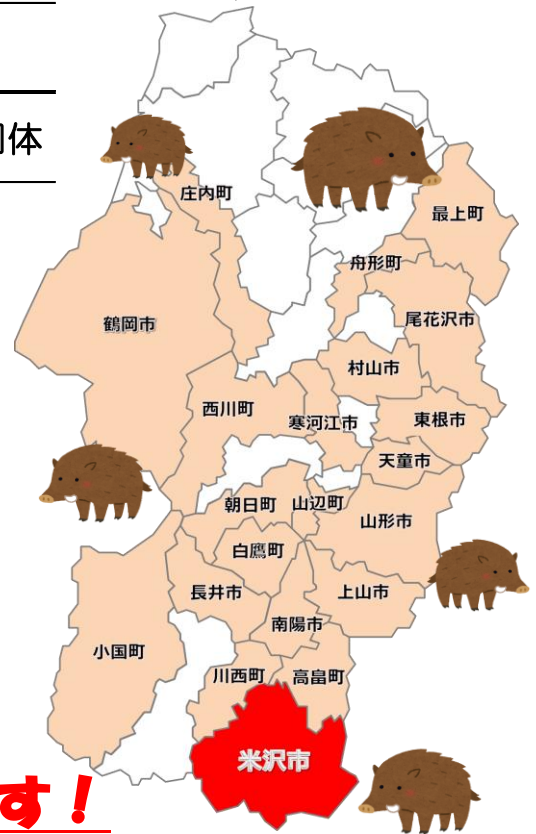 体
庄内町
最上町
舟形町
鶴岡市
尾花沢市
村山市
西川町
寒河江市
東根市
天童市
朝日町
山辺町
山形市
白鷹町
長井市
上山市
南陽市
小国町
川西町
高畠町
米沢市
す！